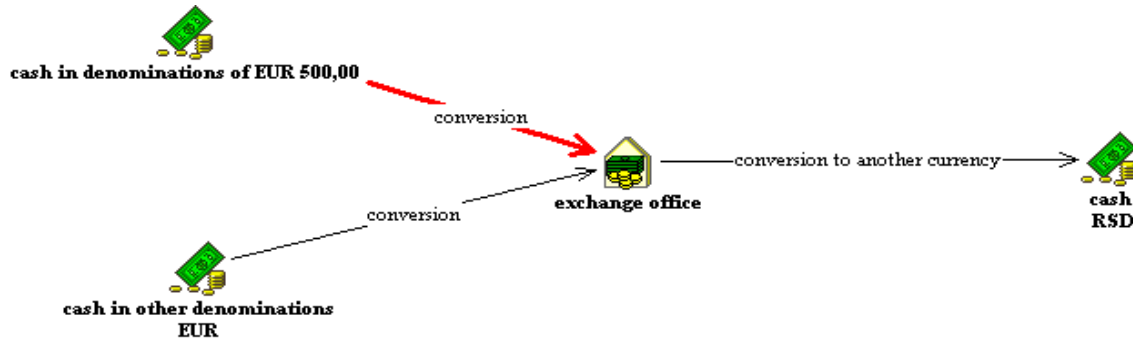 cash in denominations of EUR 500,00
conversion
conversion to another currency
exchange office
cash
RSD
conversion
cash in other denominations
EUR